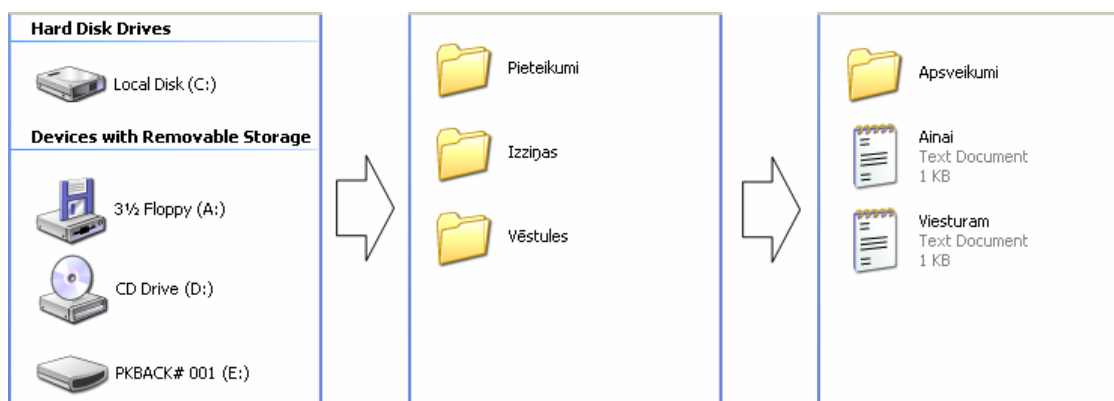 Hard Disk Drives
Local Disk (C:)
Devices with Removable Storage
3½ Floppy (A:)
CD Drive (D:)
PKBACK# 001 (E:)
Pieteikumi
Izziņas
Vēstules
Apsveikumi
Ainai
Text Document
1 KB
Viesturam
Text Document
1 KB